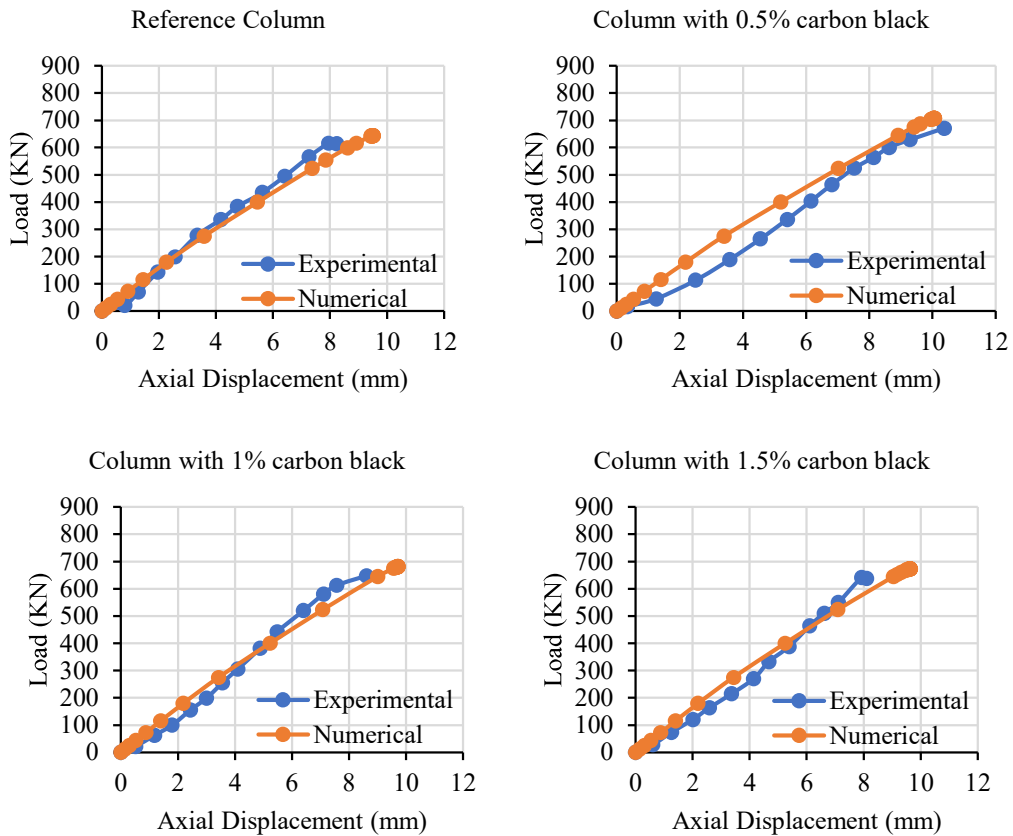 Reference Column
900
800
700
600
500
400
300
200
100
0
Load (KN)
Experimental
Numerical
0 2 4 6 8 10 12
Axial Displacement (mm)
Column with 0.5% carbon black
900
800
700
600
500
400
300
200
100
0
Load (KN)
Experimental
Numerical
0 2 4 6 8 10 12
Axial Displacement (mm)
Column with 1% carbon black
900
800
700
600
500
400
300
200
100
0
Load (KN)
Experimental
Numerical
0 2 4 6 8 10 12
Axial Displacement (mm)
Column with 1.5% carbon black
900
800
700
600
500
400
300
200
100
0
Load (KN)
Experimental
Numerical
0 2 4 6 8 10 12
Axial Displacement (mm)